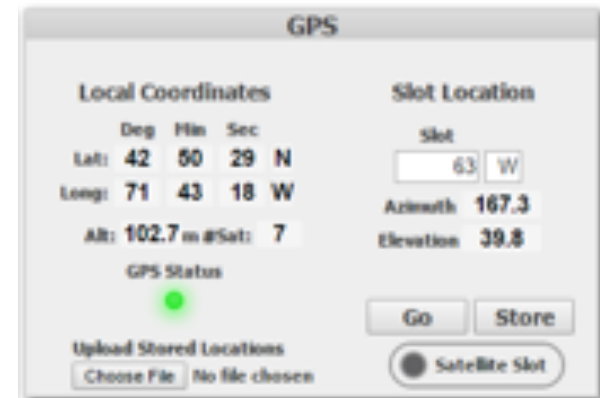 GPS
Local Coordinates
Deg Min Sec
Lat: 42 50 29 N
Long: 71 43 18 W
Alt: 102.7 m #Sat: 7
GPS Status
Upload Stored Locations
Choose File No file chosen
Slot Location
Slot
63 W
Azimuth 167.3
Elevation 39.8
Go Store
Satellite Slot